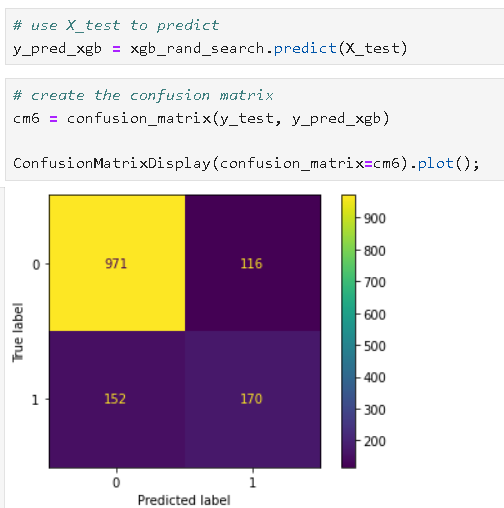 # use X_test to predict
y_pred_xgb = xgb_rand_search.predict(X_test)
# create the confusion matrix
cm6 = confusion_matrix(y_test, y_pred_xgb)
ConfusionMatrixDisplay(confusion_matrix=cm6).plot();
True label
0
971
116
1
152
170
0
1
Predicted label
900
800
700
600
500
400
300
200